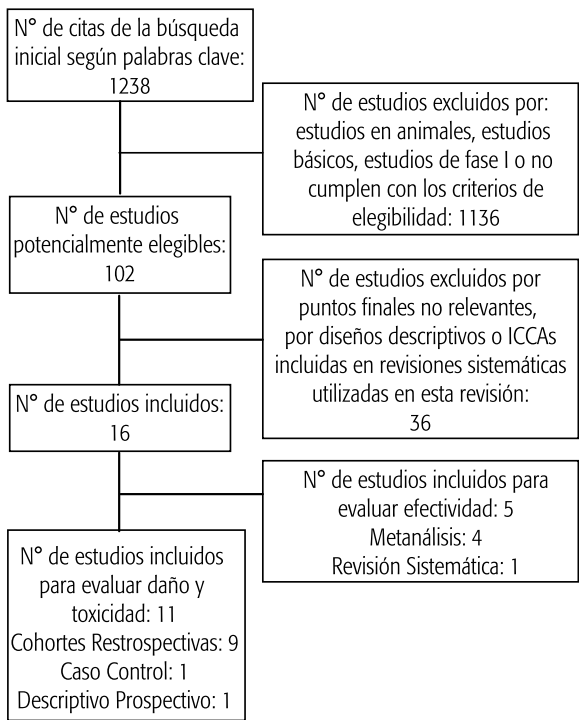 N° de citas de la búsqueda
inicial según palabras clave:
1238
N° de estudios excluidos por:
estudios en animales, estudios
básicos, estudios de fase I o no
cumplen con los criterios de
elegibilidad: 1136
N° de estudios
potencialmente elegibles:
102
N° de estudios excluidos por
puntos finales no relevantes,
por diseños descriptivos o ICCAs
incluidas en revisiones sistemáticas
utilizadas en esta revisión:
36
N° de estudios incluidos:
16
N° de estudios incluidos para
evaluar efectividad: 5
Metanálisis: 4
Revisión Sistemática: 1
N° de estudios incluidos
para evaluar daño y
toxicidad: 11
Cohortes Restrospectivas: 9
Caso Control: 1
Descriptivo Prospectivo: 1